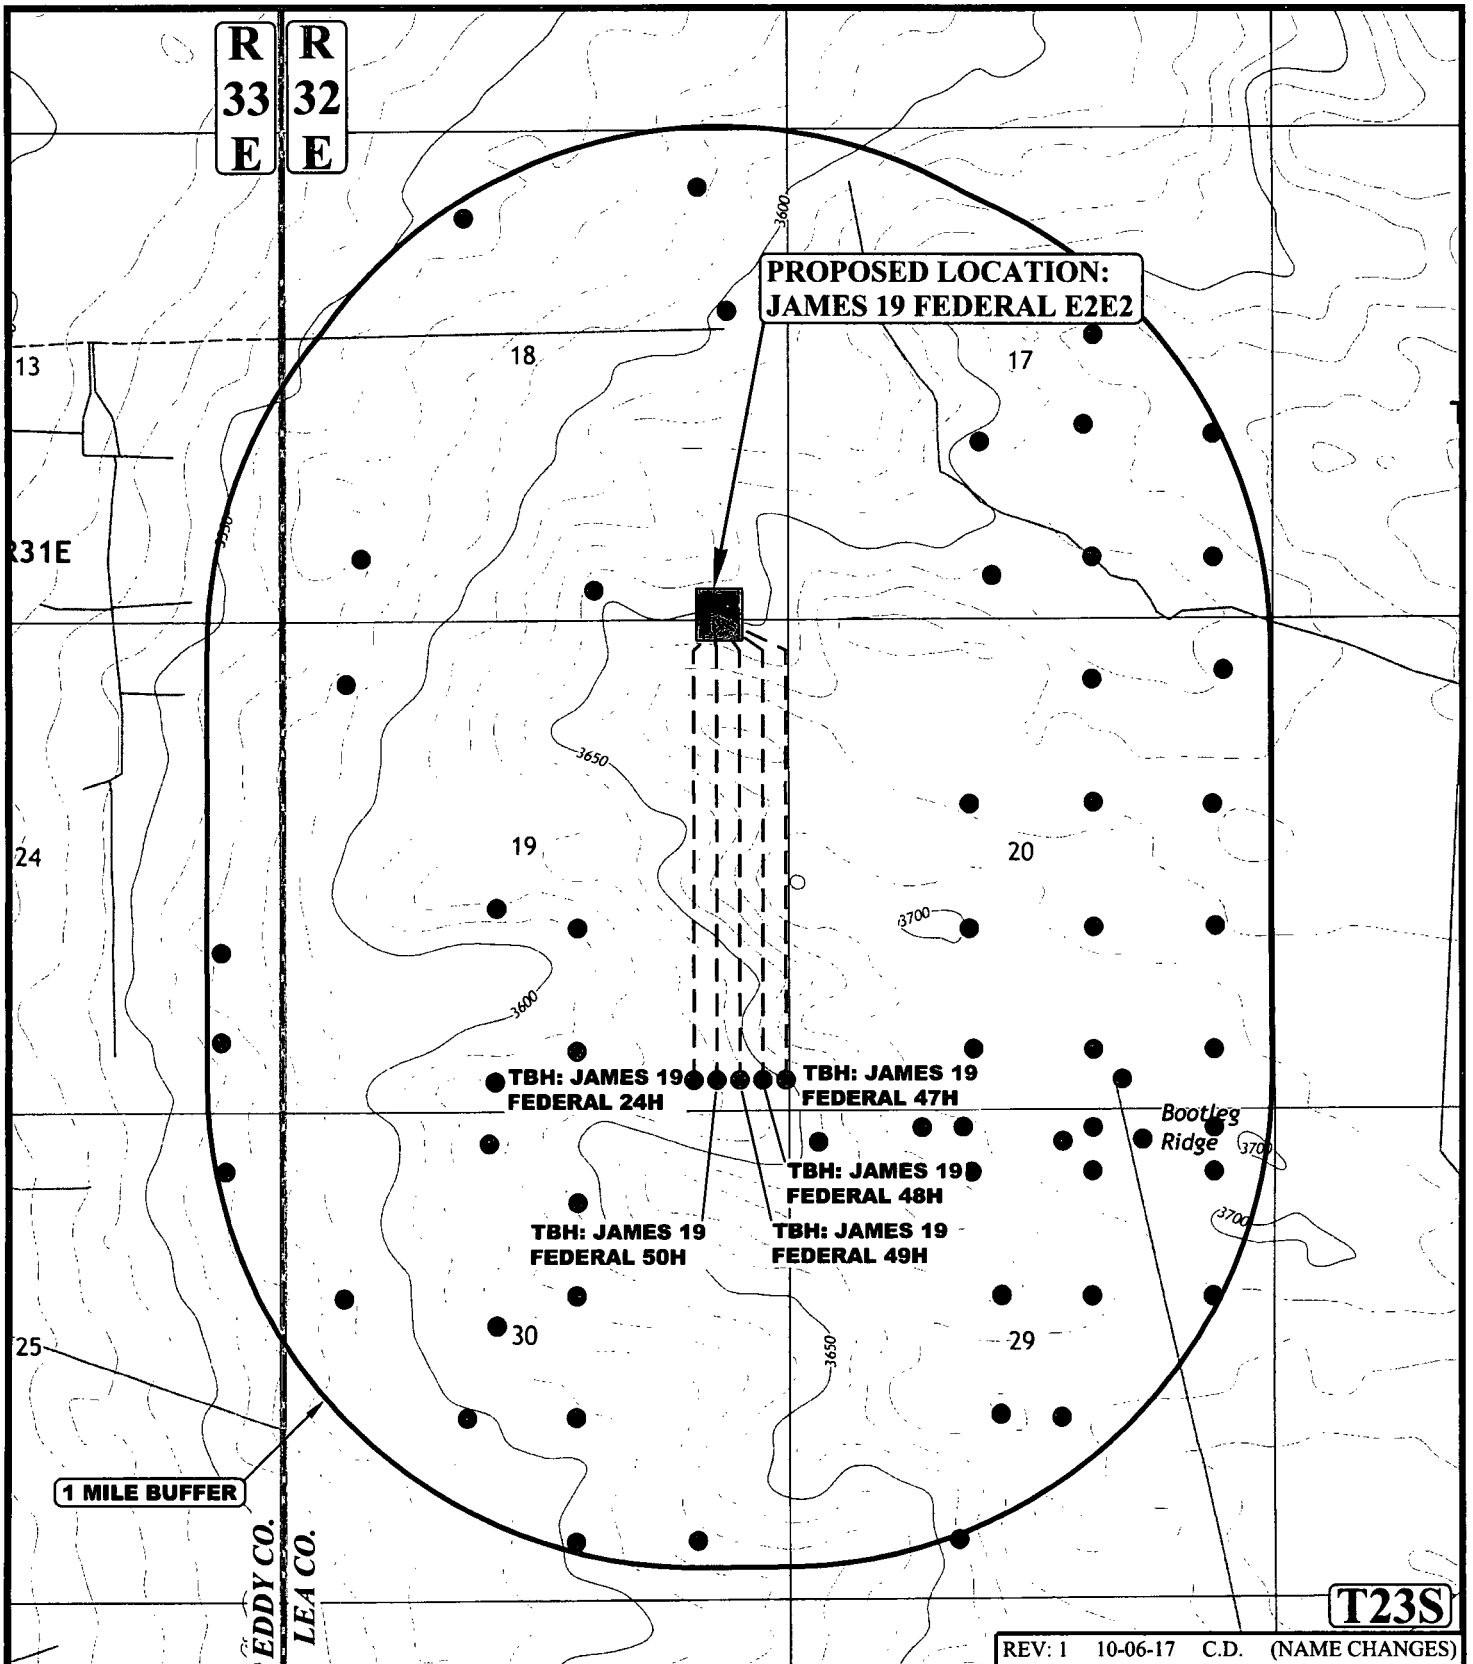 R
33
E
R
32
E
3600
PROPOSED LOCATION:
JAMES 19 FEDERAL E2E2
13
18
17
R31E
3650
24
19
20
3700
3600
TBH: JAMES 19
FEDERAL 24H
TBH: JAMES 19
FEDERAL 47H
Bootleg
Ridge
3700
TBH: JAMES 19
FEDERAL 48H
TBH: JAMES 19
FEDERAL 50H
TBH: JAMES 19
FEDERAL 49H
3700
25
30
29
3650
1 MILE BUFFER
EDDY CO.
LEA CO.
T23S
REV: 1 10-06-17 C.D. (NAME CHANGES)